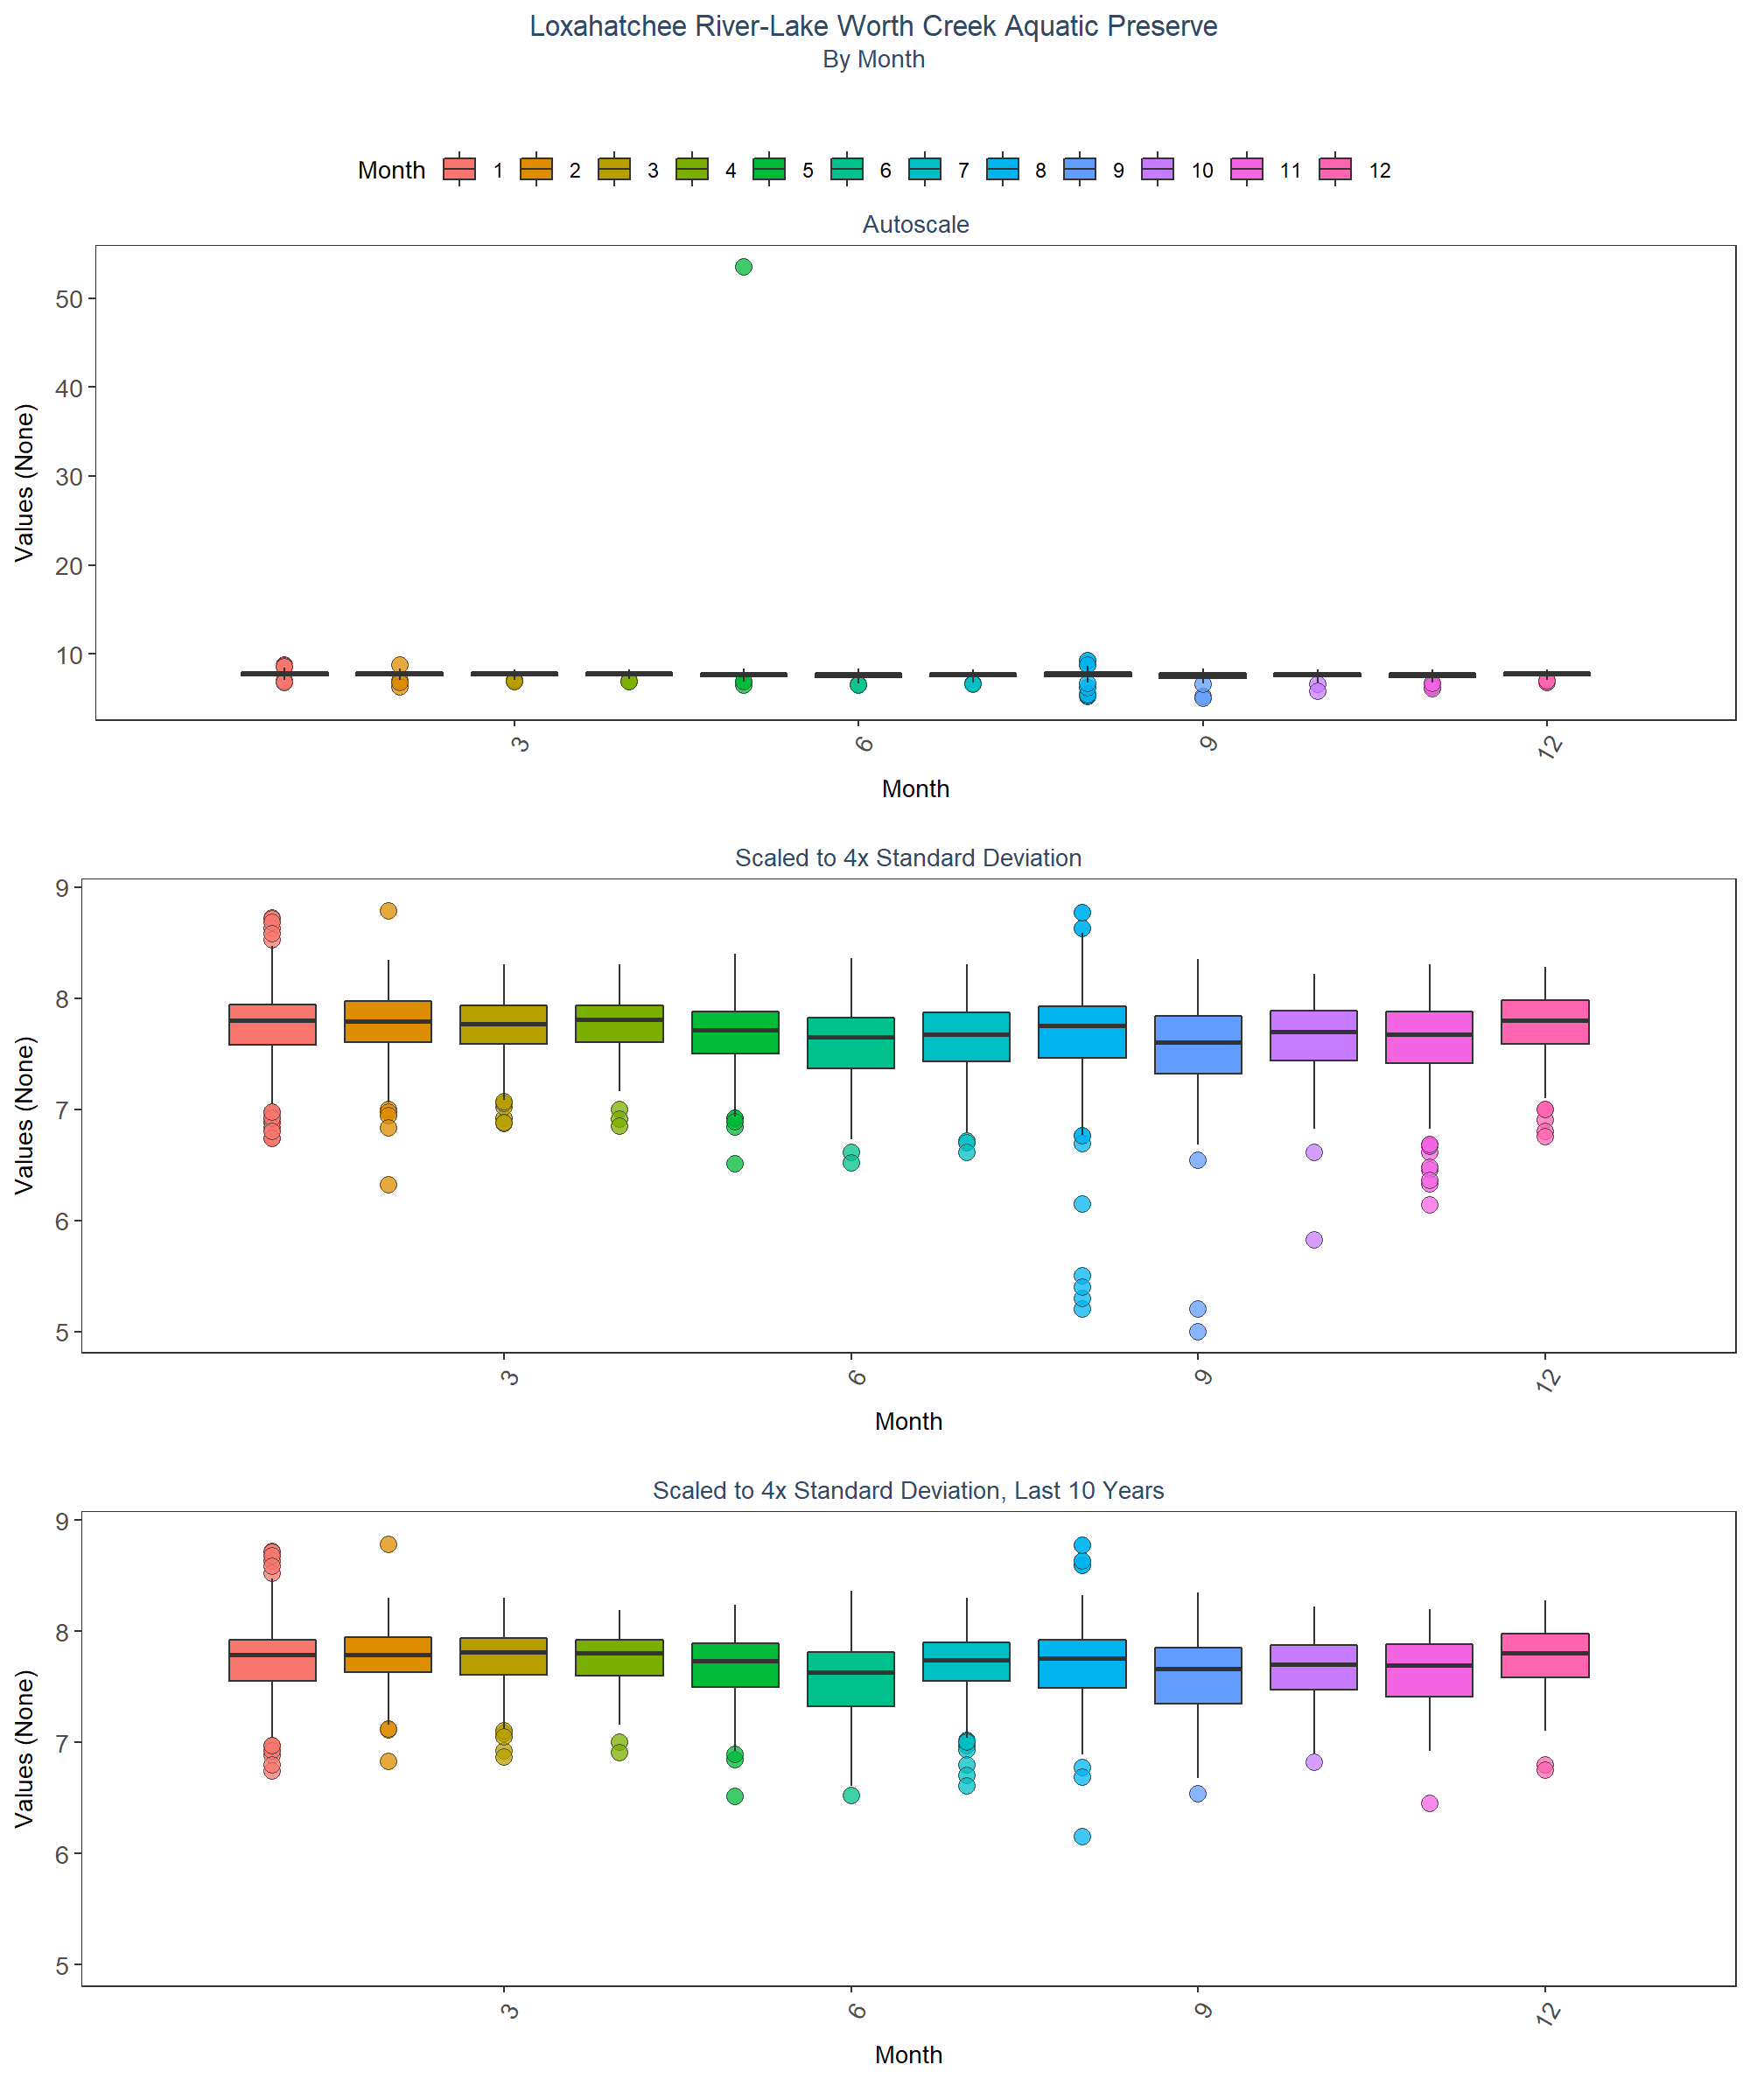 Loxahatchee River-Lake Worth Creek Aquatic Preserve
By Month
Month 1 2 3 4 5 6 7 8 9 10 11 12
Autoscale
50
40
30
20
10
Values (None)
3 6 9 12
Month
Scaled to 4x Standard Deviation
9
8
7
6
5
Values (None)
3 6 9 12
Month
Scaled to 4x Standard Deviation, Last 10 Years
9
8
7
6
5
Values (None)
3 6 9 12
Month